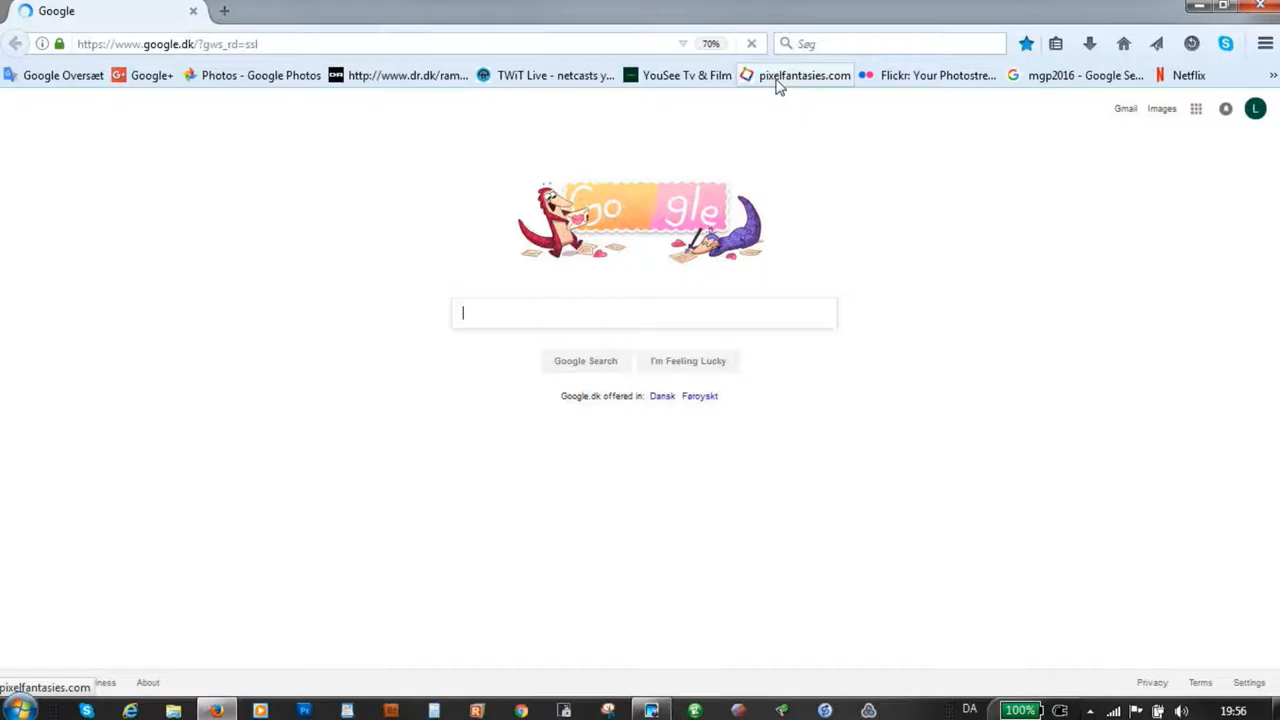 Google
https://www.google.dk/?gws_rd=ssl
70%
Søg
Google Oversæt
Google+
Photos - Google Photos
http://www.dr.dk/ram...
TWiT Live - netcasts y...
YouSee Tv & Film
pixelfantasies.com
Flickr: Your Photostre...
mgp2016 - Google Se...
Netflix
Gmail
Images
L
Go gle
Google Search
I'm Feeling Lucky
Google.dk offered in: Dansk Føroyskt
pixelfantasies.com
iness
About
Privacy
Terms
Settings
DA
100%
19:56